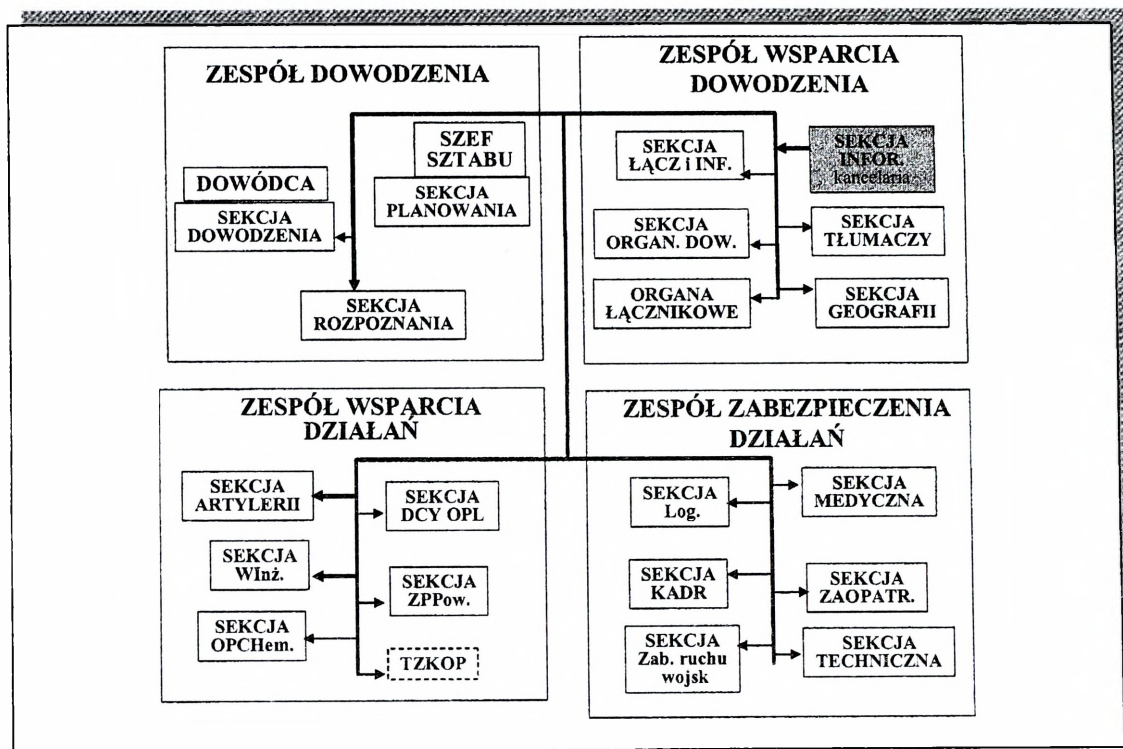 ZESPÓŁ DOWODZENIA
SZEF
SZTABU
SEKCJA
PLANOWANIA
DOWÓDCA
SEKCJA
DOWODZENIA
SEKCJA
ROZPOZNANIA
ZESPÓŁ WSPARCIA
DOWODZENIA
SEKCJA
ŁĄCZ i INF.
SEKCJA
INFOR.
kancelaria
SEKCJA
ORGAN. DOW.
SEKCJA
TŁUMACZY
ORGANA
ŁĄCZNIKOWE
SEKCJA
GEOGRAFII
ZESPÓŁ WSPARCIA
DZIAŁAŃ
SEKCJA
ARTYLERII
SEKCJA
DCY OPL
SEKCJA
WInż.
SEKCJA
ZPPow.
SEKCJA
OPCHem.
TZKOP
ZESPÓŁ ZABEZPIECZENIA
DZIAŁAŃ
SEKCJA
Log.
SEKCJA
MEDYCZNA
SEKCJA
KADR
SEKCJA
ZAOPATR.
SEKCJA
Zab. ruchu
wojsk
SEKCJA
TECHNICZNA